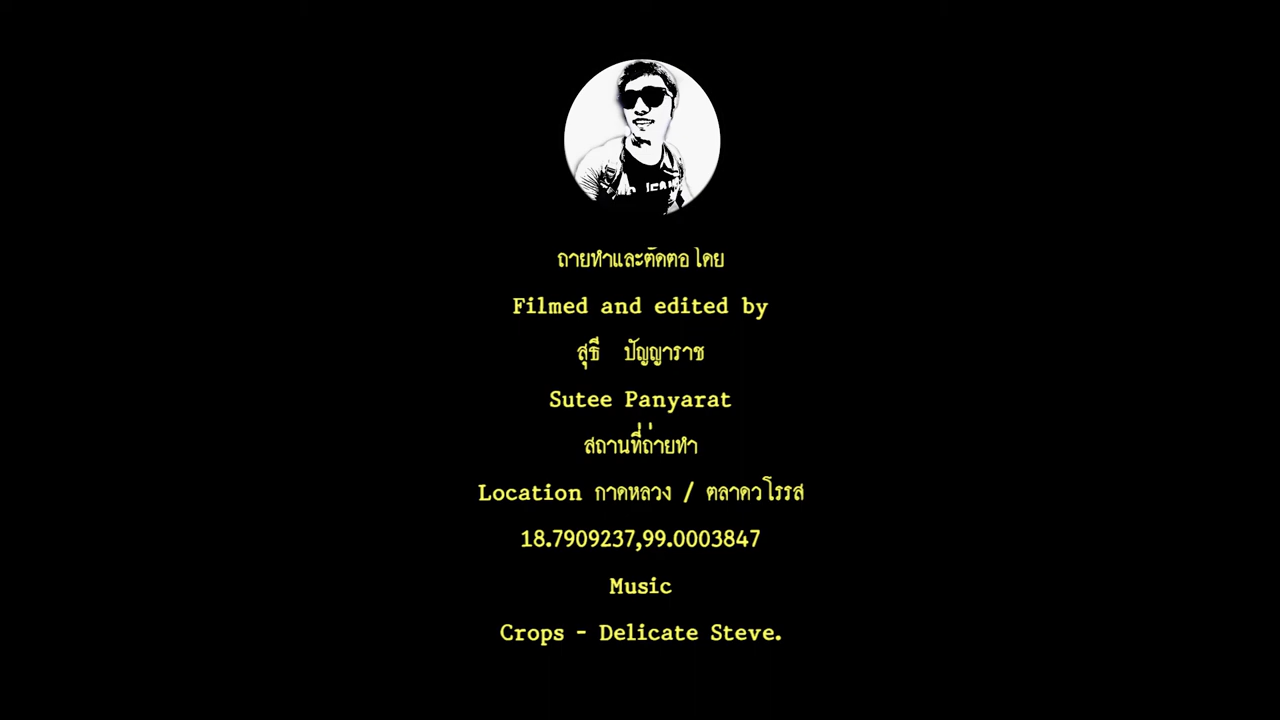 ถ่ายทำและตัดต่อโดย
Filmed and edited by
สุธี ปัญญาราช
Sutee Panyarat
สถานที่ถ่ายทำ
Location กาดหลวง / ตลาดวโรรส
18.7909237,99.0003847
Music
Crops - Delicate Steve.